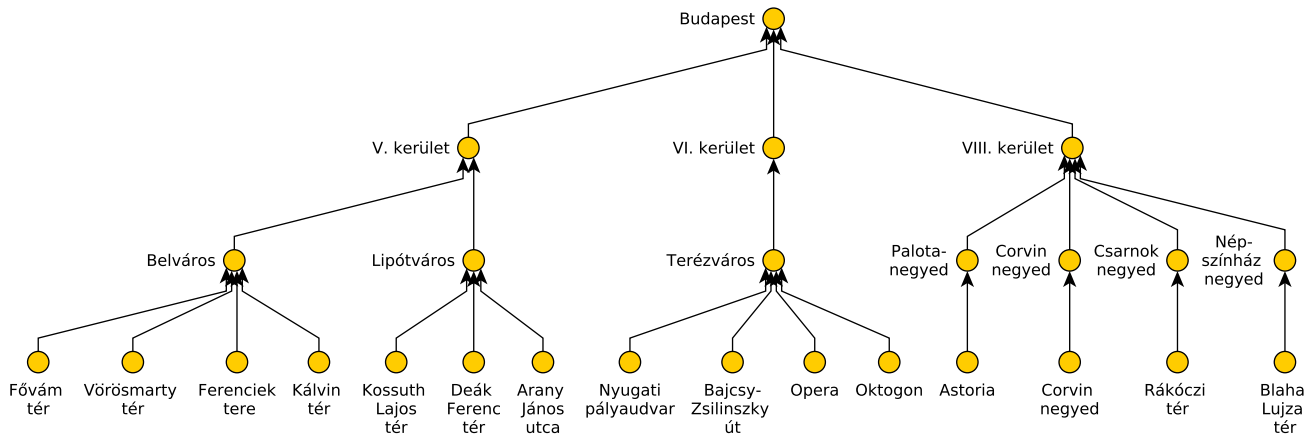 Budapest
V. kerület
VI. kerület
VIII. kerület
Belváros
Lipótváros
Terézváros
Palota-
negyed
Corvin
negyed
Csarnok
negyed
Nép-
színház
negyed
Fővám
tér
Vörösmarty
tér
Ferenciek
tere
Kálvin
tér
Kossuth
Lajos
tér
Deák
Ferenc
tér
Arany
János
utca
Nyugati
pályaudvar
Bajcsy-
Zsilinszky
út
Opera
Oktogon
Astoria
Corvin
negyed
Rákóczi
tér
Blaha
Lujza
tér